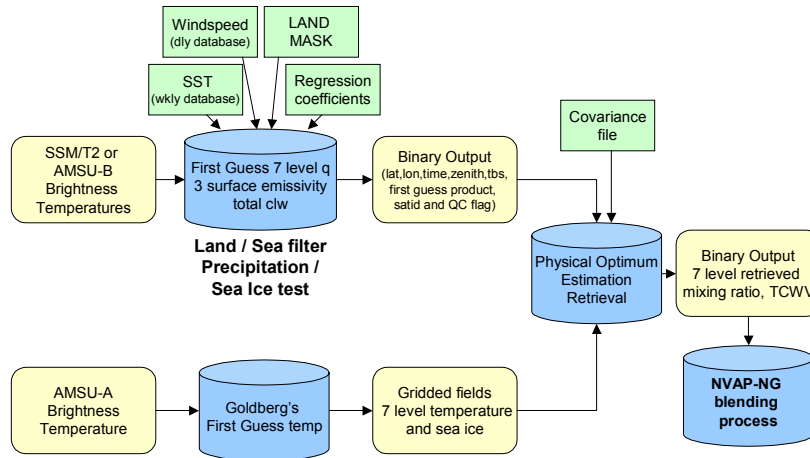 Windspeed
(dly database)
LAND
MASK
SST
(wkly database)
Regression
coefficients
Covariance
file
SSM/T2 or
AMSU-B
Brightness
Temperatures
First Guess 7 level q
3 surface emissivity
total clw
Binary Output
(lat,lon,time,zenith,tbs,
first guess product,
satid and QC flag)
Land / Sea filter
Precipitation /
Sea Ice test
Physical Optimum
Estimation
Retrieval
Binary Output
7 level retrieved
mixing ratio, TCWV
AMSU-A
Brightness
Temperature
Goldberg's
First Guess temp
Gridded fields
7 level temperature
and sea ice
NVAP-NG
blending
process